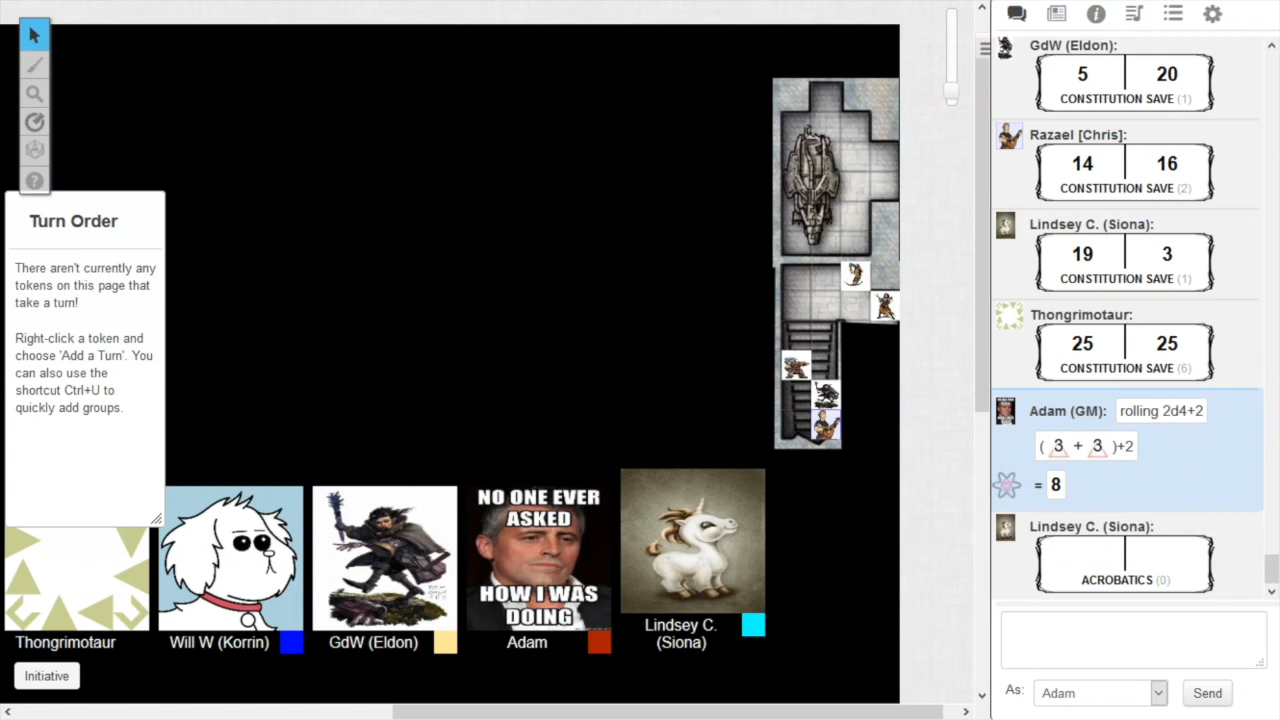 Turn Order
There aren't currently any
tokens on this page that
take a turn!
Right-click a token and
choose 'Add a Turn'. You
can also use the
shortcut Ctrl+U to
quickly add groups.
NO ONE EVER
ASKED
HOW I WAS
DOING
Thongrimotaur
Will W (Korrin)
GdW (Eldon)
Adam
Lindsey C.
(Siona)
Initiative
GdW (Eldon):
5 20
CONSTITUTION SAVE (1)
Razael [Chris]:
14 16
CONSTITUTION SAVE (2)
Lindsey C. (Siona):
19 3
CONSTITUTION SAVE (1)
Thongrimotaur:
25 25
CONSTITUTION SAVE (6)
Adam (GM): rolling 2d4+2
( 3 + 3 )+2
= 8
Lindsey C. (Siona):
ACROBATICS (0)
As: Adam Send